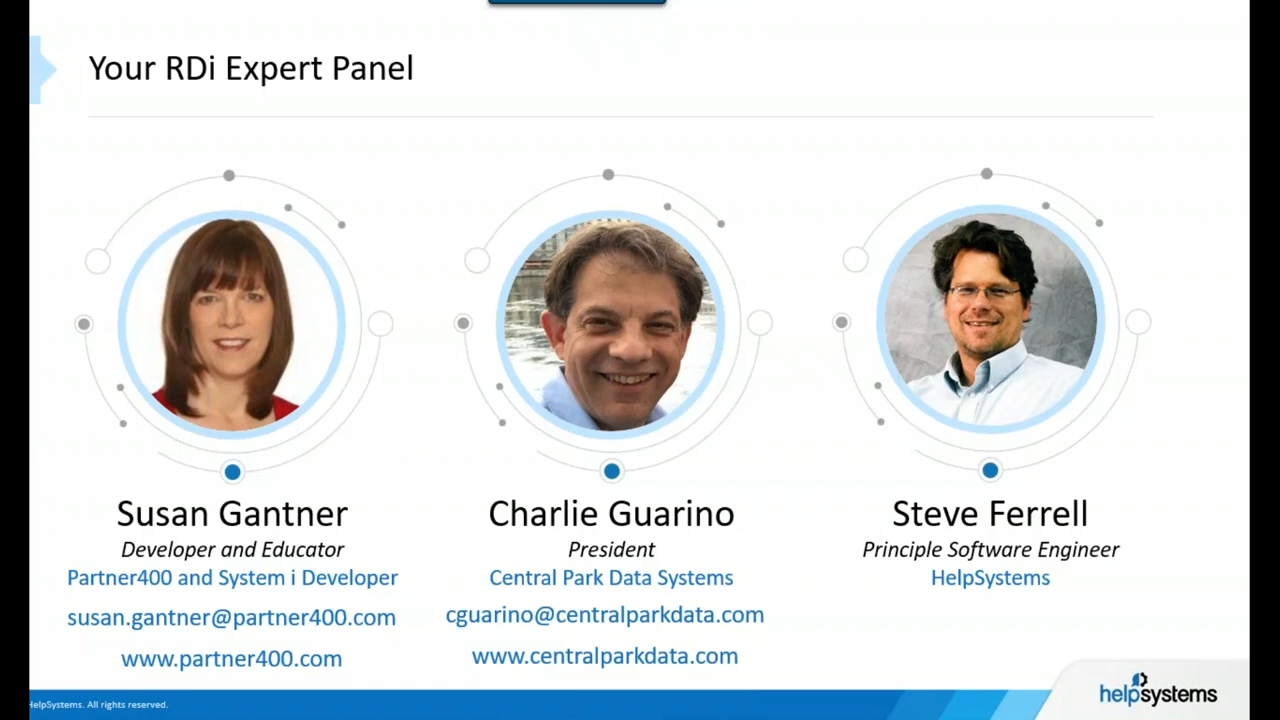 Your RDi Expert Panel
Susan Gantner
Developer and Educator
Partner400 and System i Developer
susan.gantner@partner400.com
www.partner400.com
Charlie Guarino
President
Central Park Data Systems
cguarino@centralparkdata.com
www.centralparkdata.com
Steve Ferrell
Principle Software Engineer
HelpSystems
HelpSystems. All rights reserved.
helpsystems